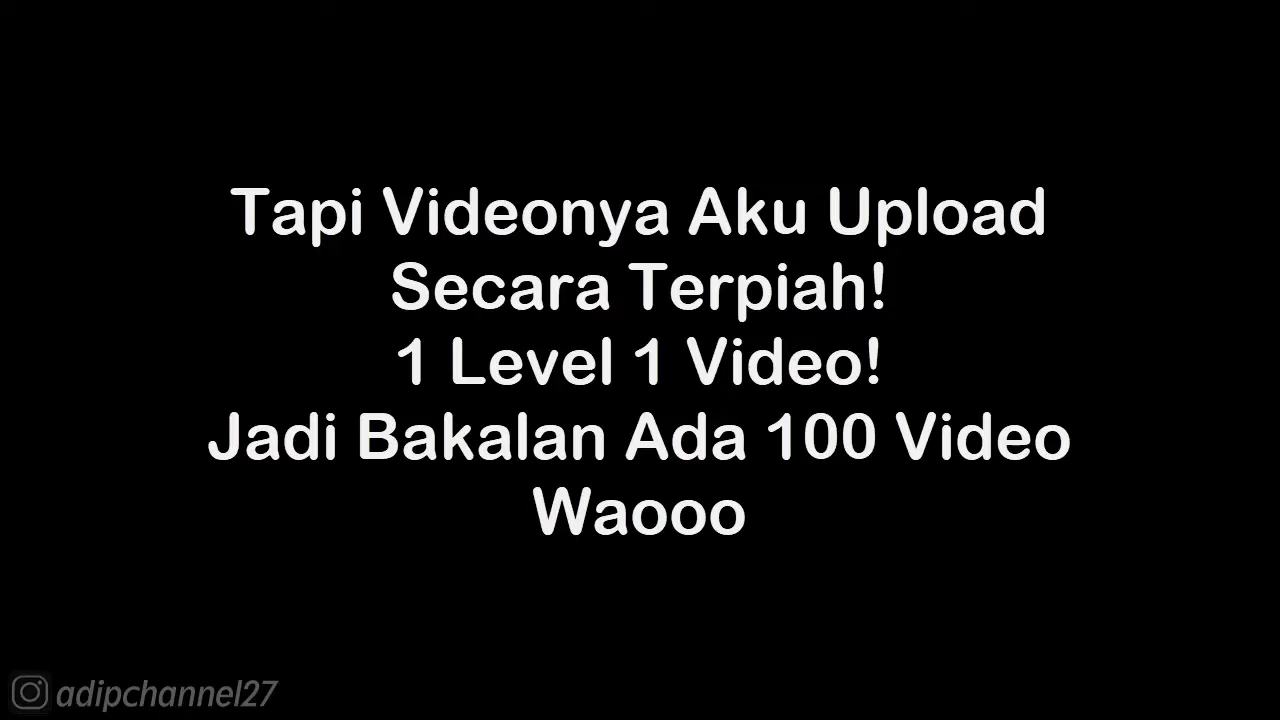 Tapi Videonya Aku Upload
Secara Terpiah!
1 Level 1 Video!
Jadi Bakalan Ada 100 Video
Waooo
adipchannel27